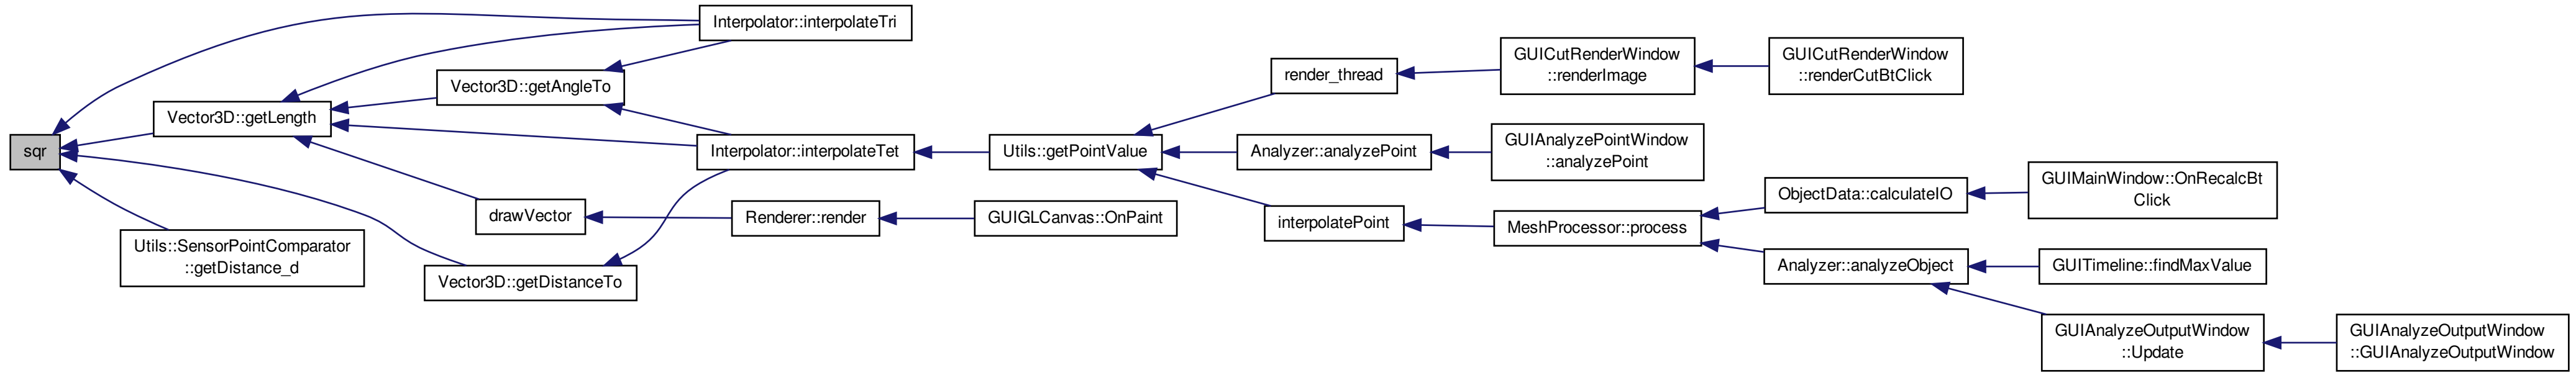 sqr
Interpolator::interpolateTri
Vector3D::getLength
Vector3D::getAngleTo
Interpolator::interpolateTet
drawVector
Utils::SensorPointComparator
::getDistance_d
Vector3D::getDistanceTo
Renderer::render
GUIGLCanvas::OnPaint
Utils::getPointValue
render_thread
GUICutRenderWindow
::renderImage
GUICutRenderWindow
::renderCutBtClick
Analyzer::analyzePoint
GUIAnalyzePointWindow
::analyzePoint
interpolatePoint
MeshProcessor::process
ObjectData::calculateIO
GUIMainWindow::OnRecalcBt
Click
Analyzer::analyzeObject
GUITimeline::findMaxValue
GUIAnalyzeOutputWindow
::Update
GUIAnalyzeOutputWindow
::GUIAnalyzeOutputWindow